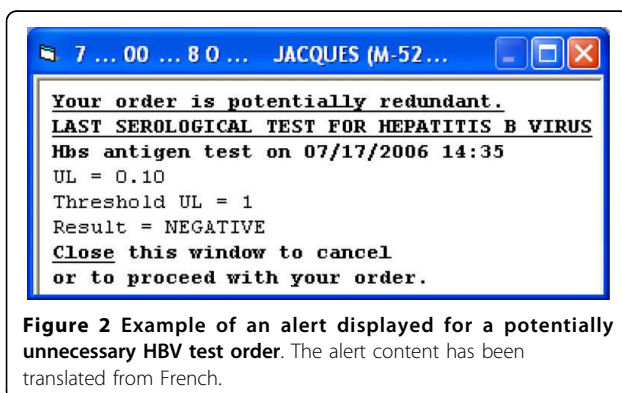 7 ... 00 ... 8 0 ... JACQUES (M-52 ...
Your order is potentially redundant.
LAST SEROLOGICAL TEST FOR HEPATITIS B VIRUS
Hbs antigen test on 07/17/2006 14:35
UL = 0.10
Threshold UL = 1
Result = NEGATIVE
Close this window to cancel
or to proceed with your order.
Figure 2 Example of an alert displayed for a potentially
unnecessary HBV test order. The alert content has been
translated from French.